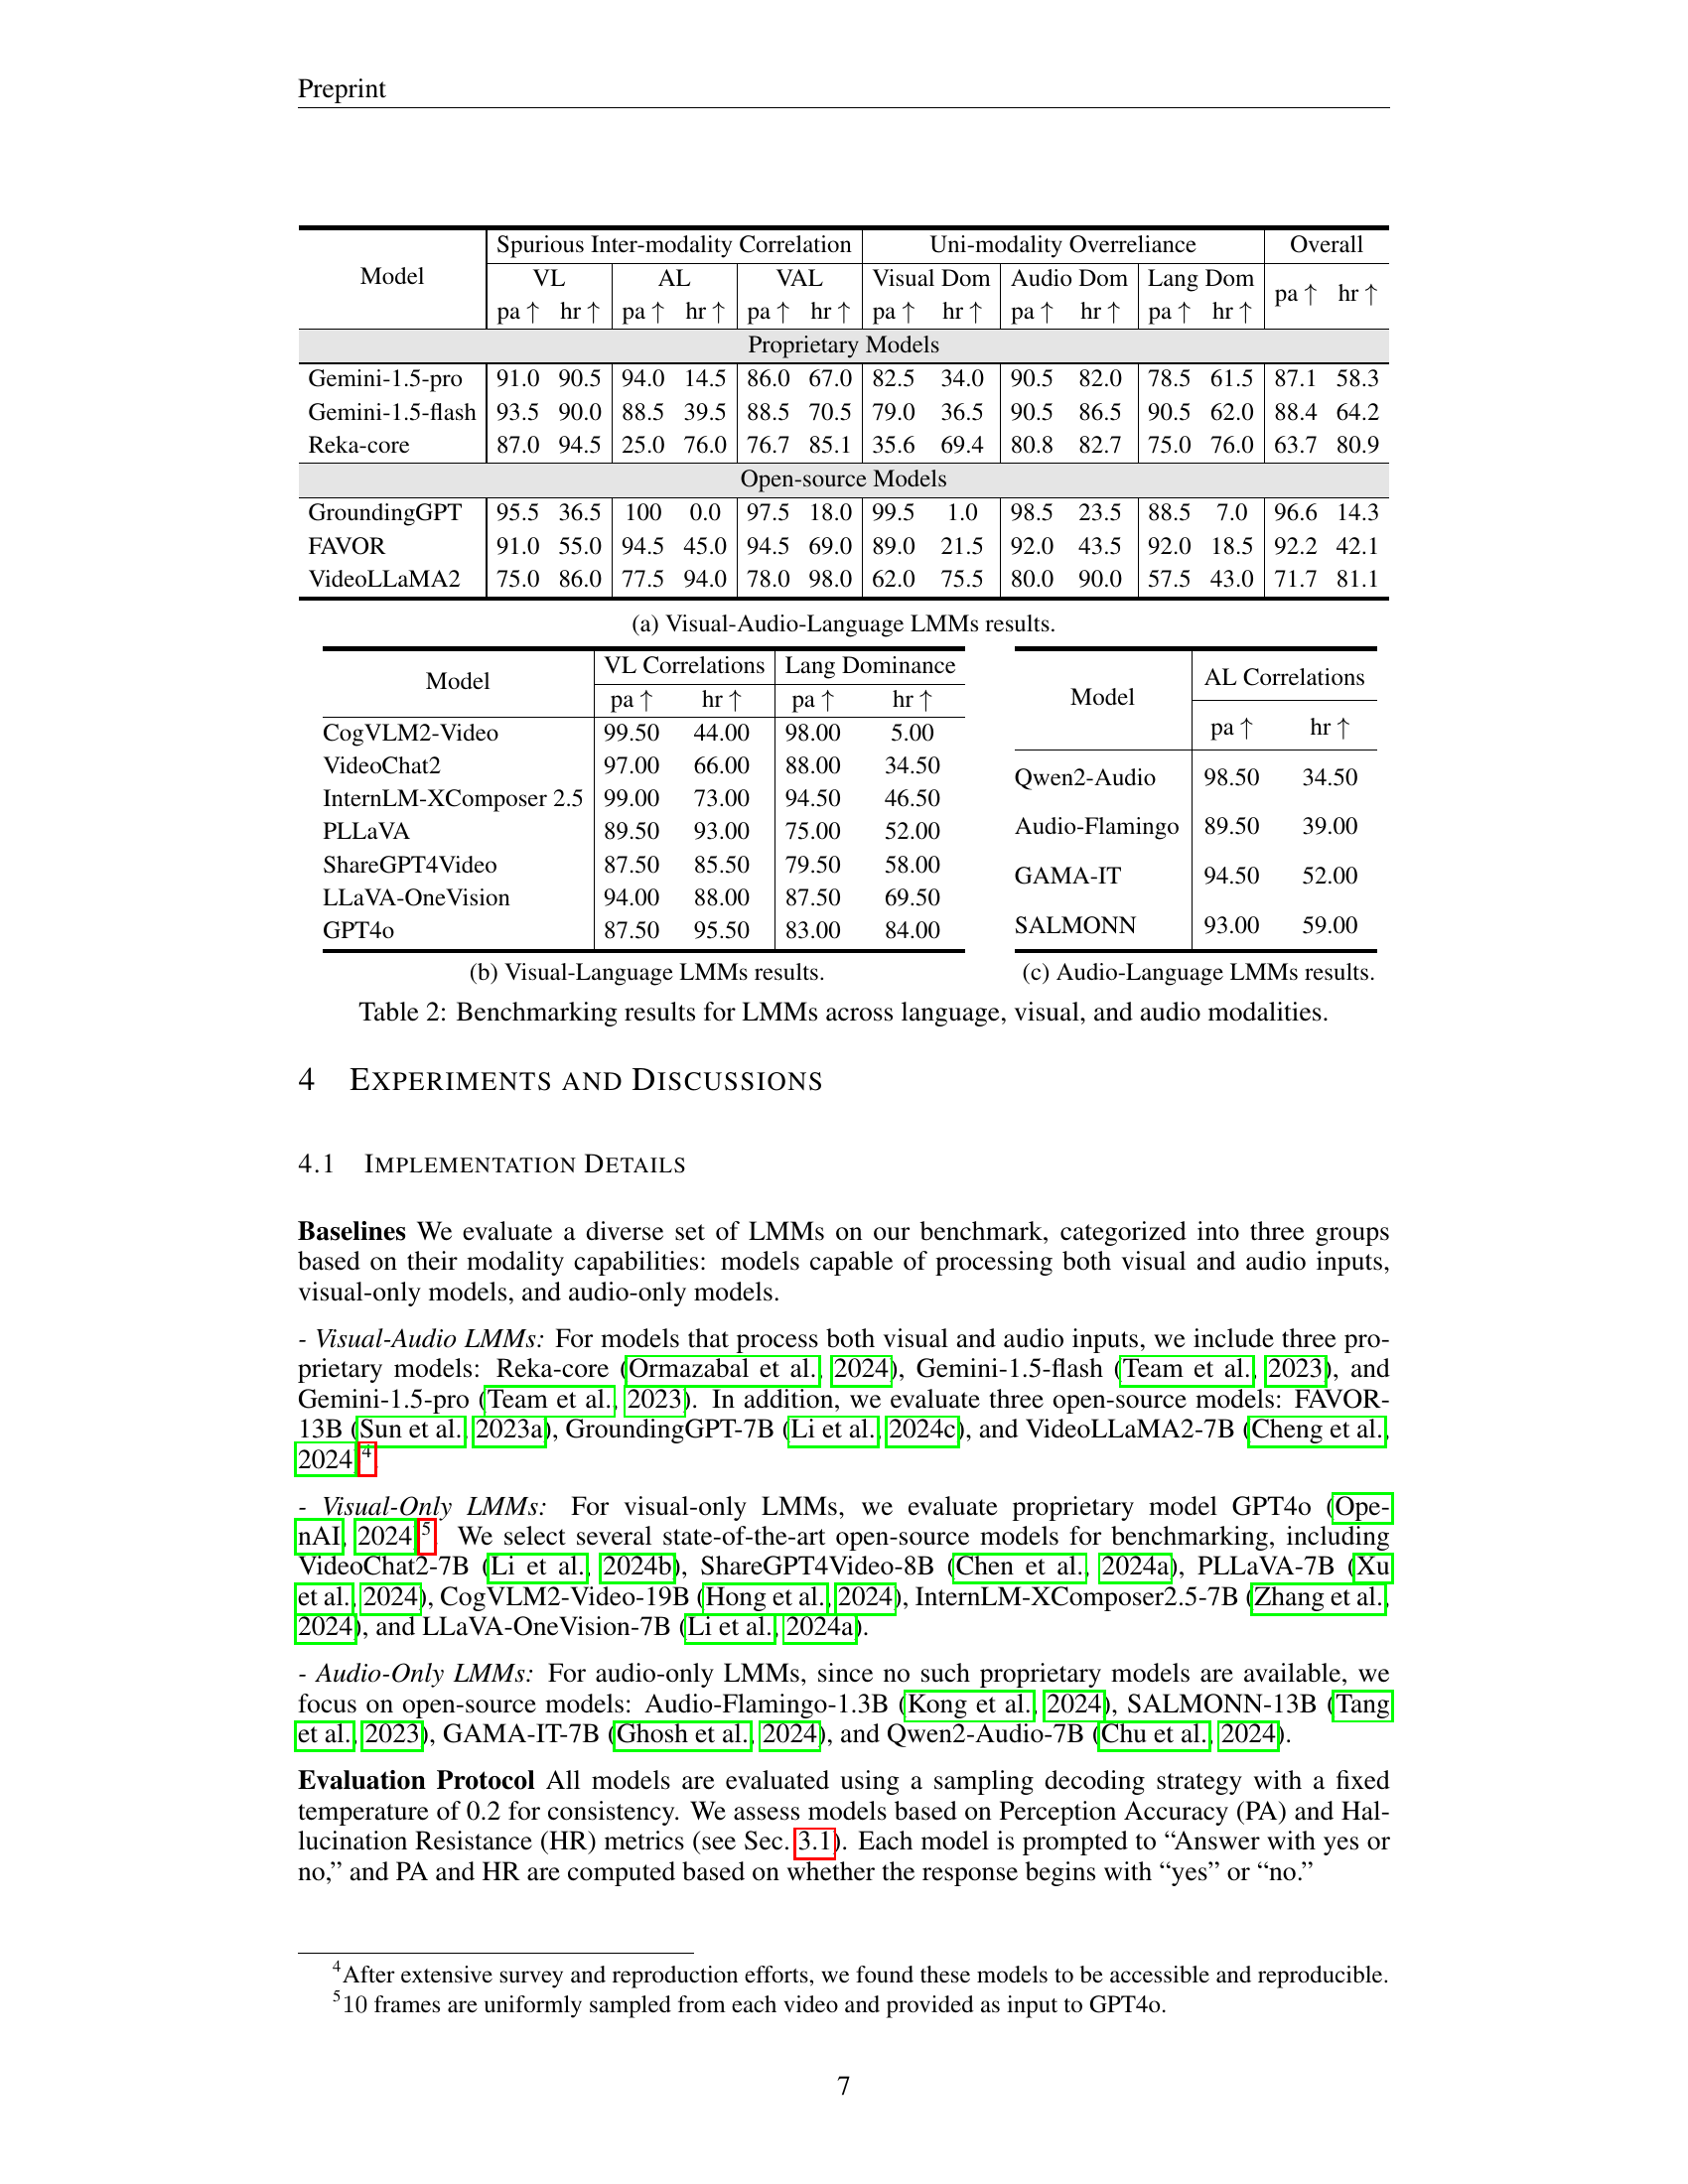 Preprint
Model Spurious Inter-modality Correlation Uni-modality Overreliance Overall
VL AL VAL Visual Dom Audio Dom Lang Dom
pa ↑ hr ↑ pa ↑ hr ↑ pa ↑ hr ↑ pa ↑ hr ↑ pa ↑ hr ↑ pa ↑ hr ↑ pa ↑ hr ↑
Proprietary Models
Gemini-1.5-pro 91.0 90.5 94.0 14.5 86.0 67.0 82.5 34.0 90.5 82.0 78.5 61.5 87.1 58.3
Gemini-1.5-flash 93.5 90.0 88.5 39.5 88.5 70.5 79.0 36.5 90.5 86.5 90.5 62.0 88.4 64.2
Reka-core 87.0 94.5 25.0 76.0 76.7 85.1 35.6 69.4 80.8 82.7 75.0 76.0 63.7 80.9
Open-source Models
GroundingGPT 95.5 36.5 100 0.0 97.5 18.0 99.5 1.0 98.5 23.5 88.5 7.0 96.6 14.3
FAVOR 91.0 55.0 94.5 45.0 94.5 69.0 89.0 21.5 92.0 43.5 92.0 18.5 92.2 42.1
VideoLLaMA2 75.0 86.0 77.5 94.0 78.0 98.0 62.0 75.5 80.0 90.0 57.5 43.0 71.7 81.1
(a) Visual-Audio-Language LMMs results.
Model VL Correlations Lang Dominance
pa ↑ hr ↑ pa ↑ hr ↑
CogVLM2-Video 99.50 44.00 98.00 5.00
VideoChat2 97.00 66.00 88.00 34.50
InternLM-XComposer 2.5 99.00 73.00 94.50 46.50
PLLaVA 89.50 93.00 75.00 52.00
ShareGPT4Video 87.50 85.50 79.50 58.00
LLaVA-OneVision 94.00 88.00 87.50 69.50
GPT4o 87.50 95.50 83.00 84.00
(b) Visual-Language LMMs results.
Model AL Correlations
pa ↑ hr ↑
Qwen2-Audio 98.50 34.50
Audio-Flamingo 89.50 39.00
GAMA-IT 94.50 52.00
SALMONN 93.00 59.00
(c) Audio-Language LMMs results.
Table 2: Benchmarking results for LMMs across language, visual, and audio modalities.
4 EXPERIMENTS AND DISCUSSIONS
4.1 IMPLEMENTATION DETAILS
Baselines We evaluate a diverse set of LMMs on our benchmark, categorized into three groups
based on their modality capabilities: models capable of processing both visual and audio inputs,
visual-only models, and audio-only models.
- Visual-Audio LMMs: For models that process both visual and audio inputs, we include three pro-
prietary models: Reka-core (Ormazabal et al., 2024), Gemini-1.5-flash (Team et al., 2023), and
Gemini-1.5-pro (Team et al., 2023). In addition, we evaluate three open-source models: FAVOR-
13B (Sun et al., 2023a), GroundingGPT-7B (Li et al., 2024c), and VideoLLaMA2-7B (Cheng et al.,
2024)4
- Visual-Only LMMs: For visual-only LMMs, we evaluate proprietary model GPT4o (Ope-
nAI, 2024)5. We select several state-of-the-art open-source models for benchmarking, including
VideoChat2-7B (Li et al., 2024b), ShareGPT4Video-8B (Chen et al., 2024a), PLLaVA-7B (Xu
et al., 2024), CogVLM2-Video-19B (Hong et al., 2024), InternLM-XComposer2.5-7B (Zhang et al.,
2024), and LLaVA-OneVision-7B (Li et al., 2024a).
- Audio-Only LMMs: For audio-only LMMs, since no such proprietary models are available, we
focus on open-source models: Audio-Flamingo-1.3B (Kong et al., 2024), SALMONN-13B (Tang
et al., 2023), GAMA-IT-7B (Ghosh et al., 2024), and Qwen2-Audio-7B (Chu et al., 2024).
Evaluation Protocol All models are evaluated using a sampling decoding strategy with a fixed
temperature of 0.2 for consistency. We assess models based on Perception Accuracy (PA) and Hal-
lucination Resistance (HR) metrics (see Sec. 3.1). Each model is prompted to “Answer with yes or
no,” and PA and HR are computed based on whether the response begins with “yes” or “no.”
4After extensive survey and reproduction efforts, we found these models to be accessible and reproducible.
510 frames are uniformly sampled from each video and provided as input to GPT4o.
7